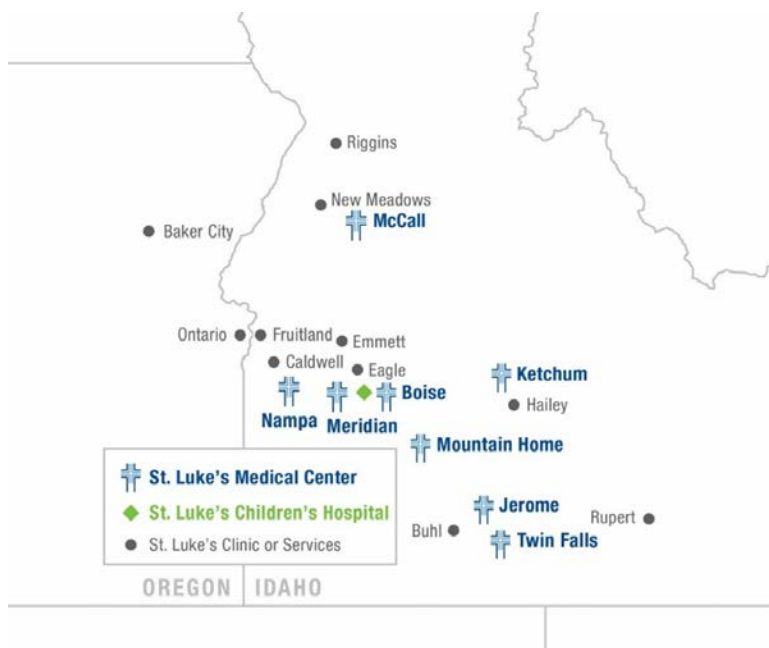 Riggins
New Meadows
McCall
Baker City
Ontario
Fruitland
Emmett
Caldwell
Eagle
Ketchum
Boise
Hailey
Nampa
Meridian
Mountain Home
St. Luke's Medical Center
St. Luke's Children's Hospital
St. Luke's Clinic or Services
Jerome
Rupert
Buhl
Twin Falls
OREGON
IDAHO